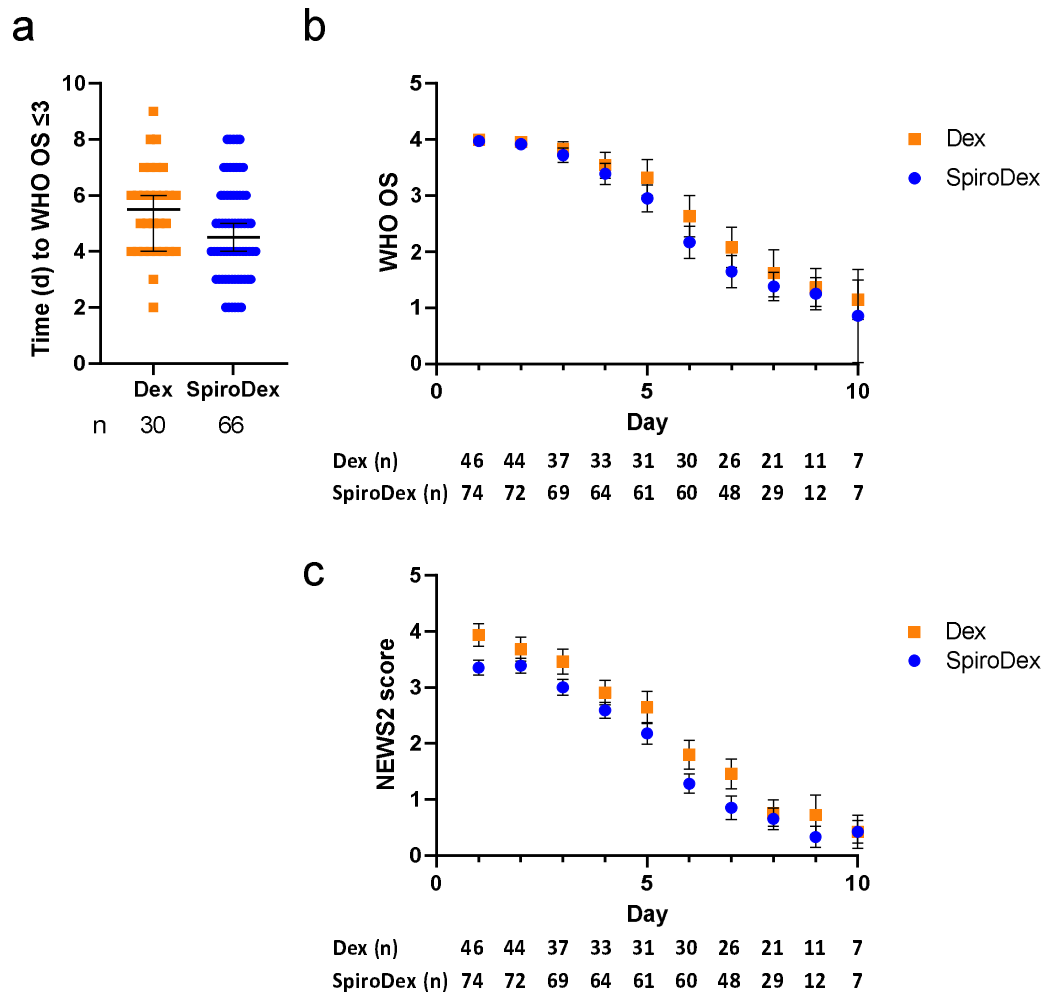 a
Time (d) to WHO OS ≤3
10
8
6
4
2
0
Dex SpiroDex
n 30 66
b
WHO OS
5
4
3
2
1
0
0 5 10
Day
Dex
SpiroDex
Dex (n) 46 44 37 33 31 30 26 21 11 7
SpiroDex (n) 74 72 69 64 61 60 48 29 12 7
c
NEWS2 score
5
4
3
2
1
0
0 5 10
Day
Dex
SpiroDex
Dex (n) 46 44 37 33 31 30 26 21 11 7
SpiroDex (n) 74 72 69 64 61 60 48 29 12 7